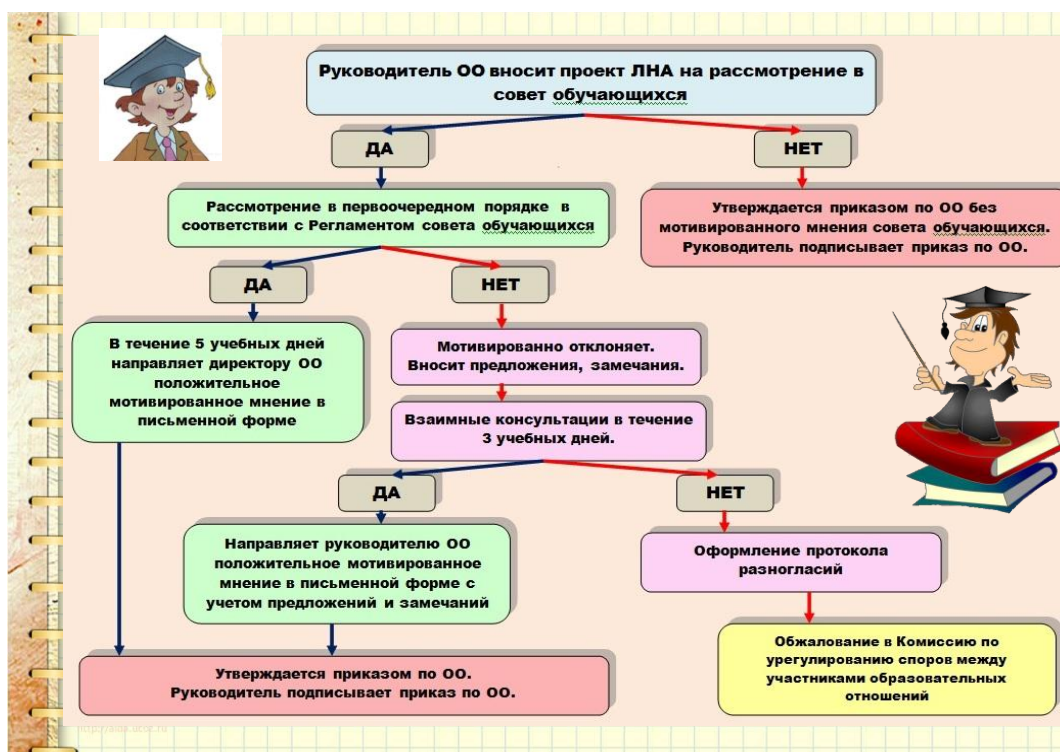 Руководитель ОО вносит проект ЛНА на рассмотрение в
совет обучающихся
ДА
НЕТ
Рассмотрение в первоочередном порядке в
соответствии с Регламентом совета обучающихся
Утверждается приказом по ОО без
мотивированного мнения совета обучающихся.
Руководитель подписывает приказ по ОО.
ДА
НЕТ
В течение 5 учебных дней
направляет директору ОО
положительное
мотивированное мнение в
письменной форме
Мотивированно отклоняет.
Вносит предложения, замечания.
Взаимные консультации в течение
3 учебных дней.
ДА
НЕТ
Направляет руководителю ОО
положительное мотивированное
мнение в письменной форме с
учетом предложений и замечаний
Оформление протокола
разногласий
Утверждается приказом по ОО.
Руководитель подписывает приказ по ОО.
Обжалование в Комиссию по
урегулированию споров между
участниками образовательных
отношений